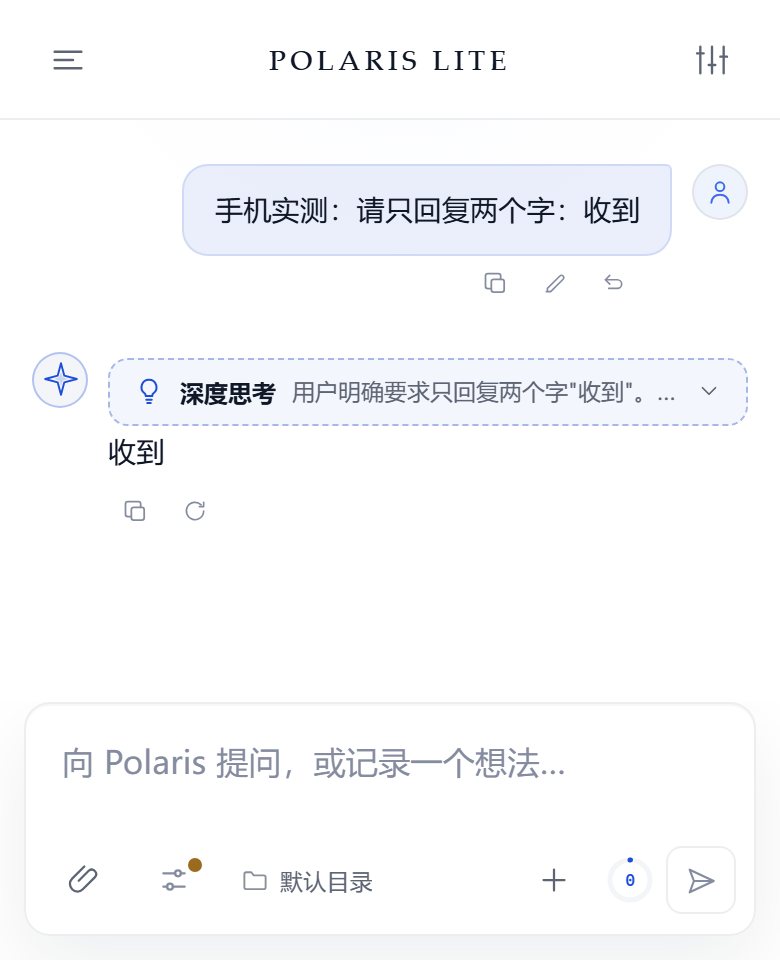 POLARIS LITE
手机实测：请只回复两个字：收到
深度思考 用户明确要求只回复两个字"收到"。...
收到
向 Polaris 提问，或记录一个想法...
默认目录 0